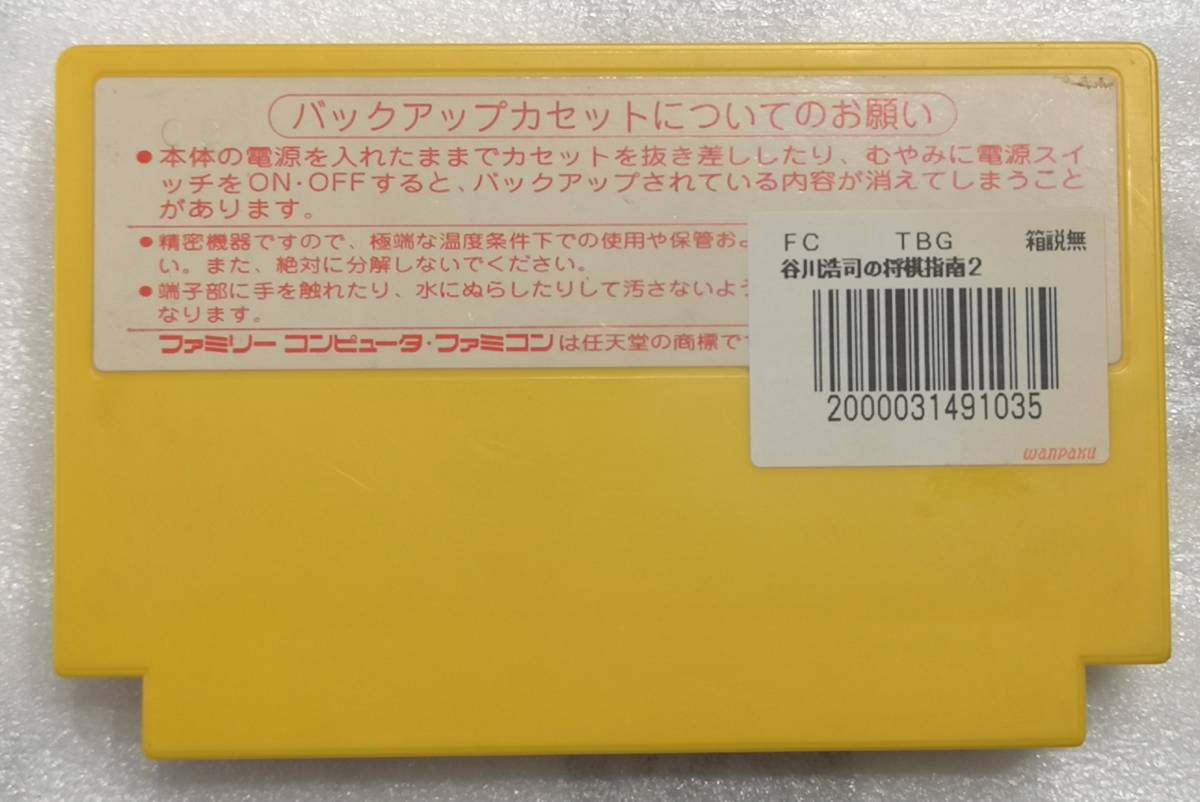 バックアップカセットについてのお願い
●本体の電源を入れたままでカセットを抜き差ししたり、むやみに電源スイ
ッチをON・OFFすると、バックアップされている内容が消えてしまうこと
があります。
●精密機器ですので、極端な温度条件下での使用や保管およ
い。また、絶対に分解しないでください。
●端子部に手を触れたり、水にぬらしたりして汚さないよう
なります。
ファミリーコンピュータ・ファミコンは任天堂の商標です
FC TBG 箱説無
谷川浩司の将棋指南2
2000031491035
wanpaku